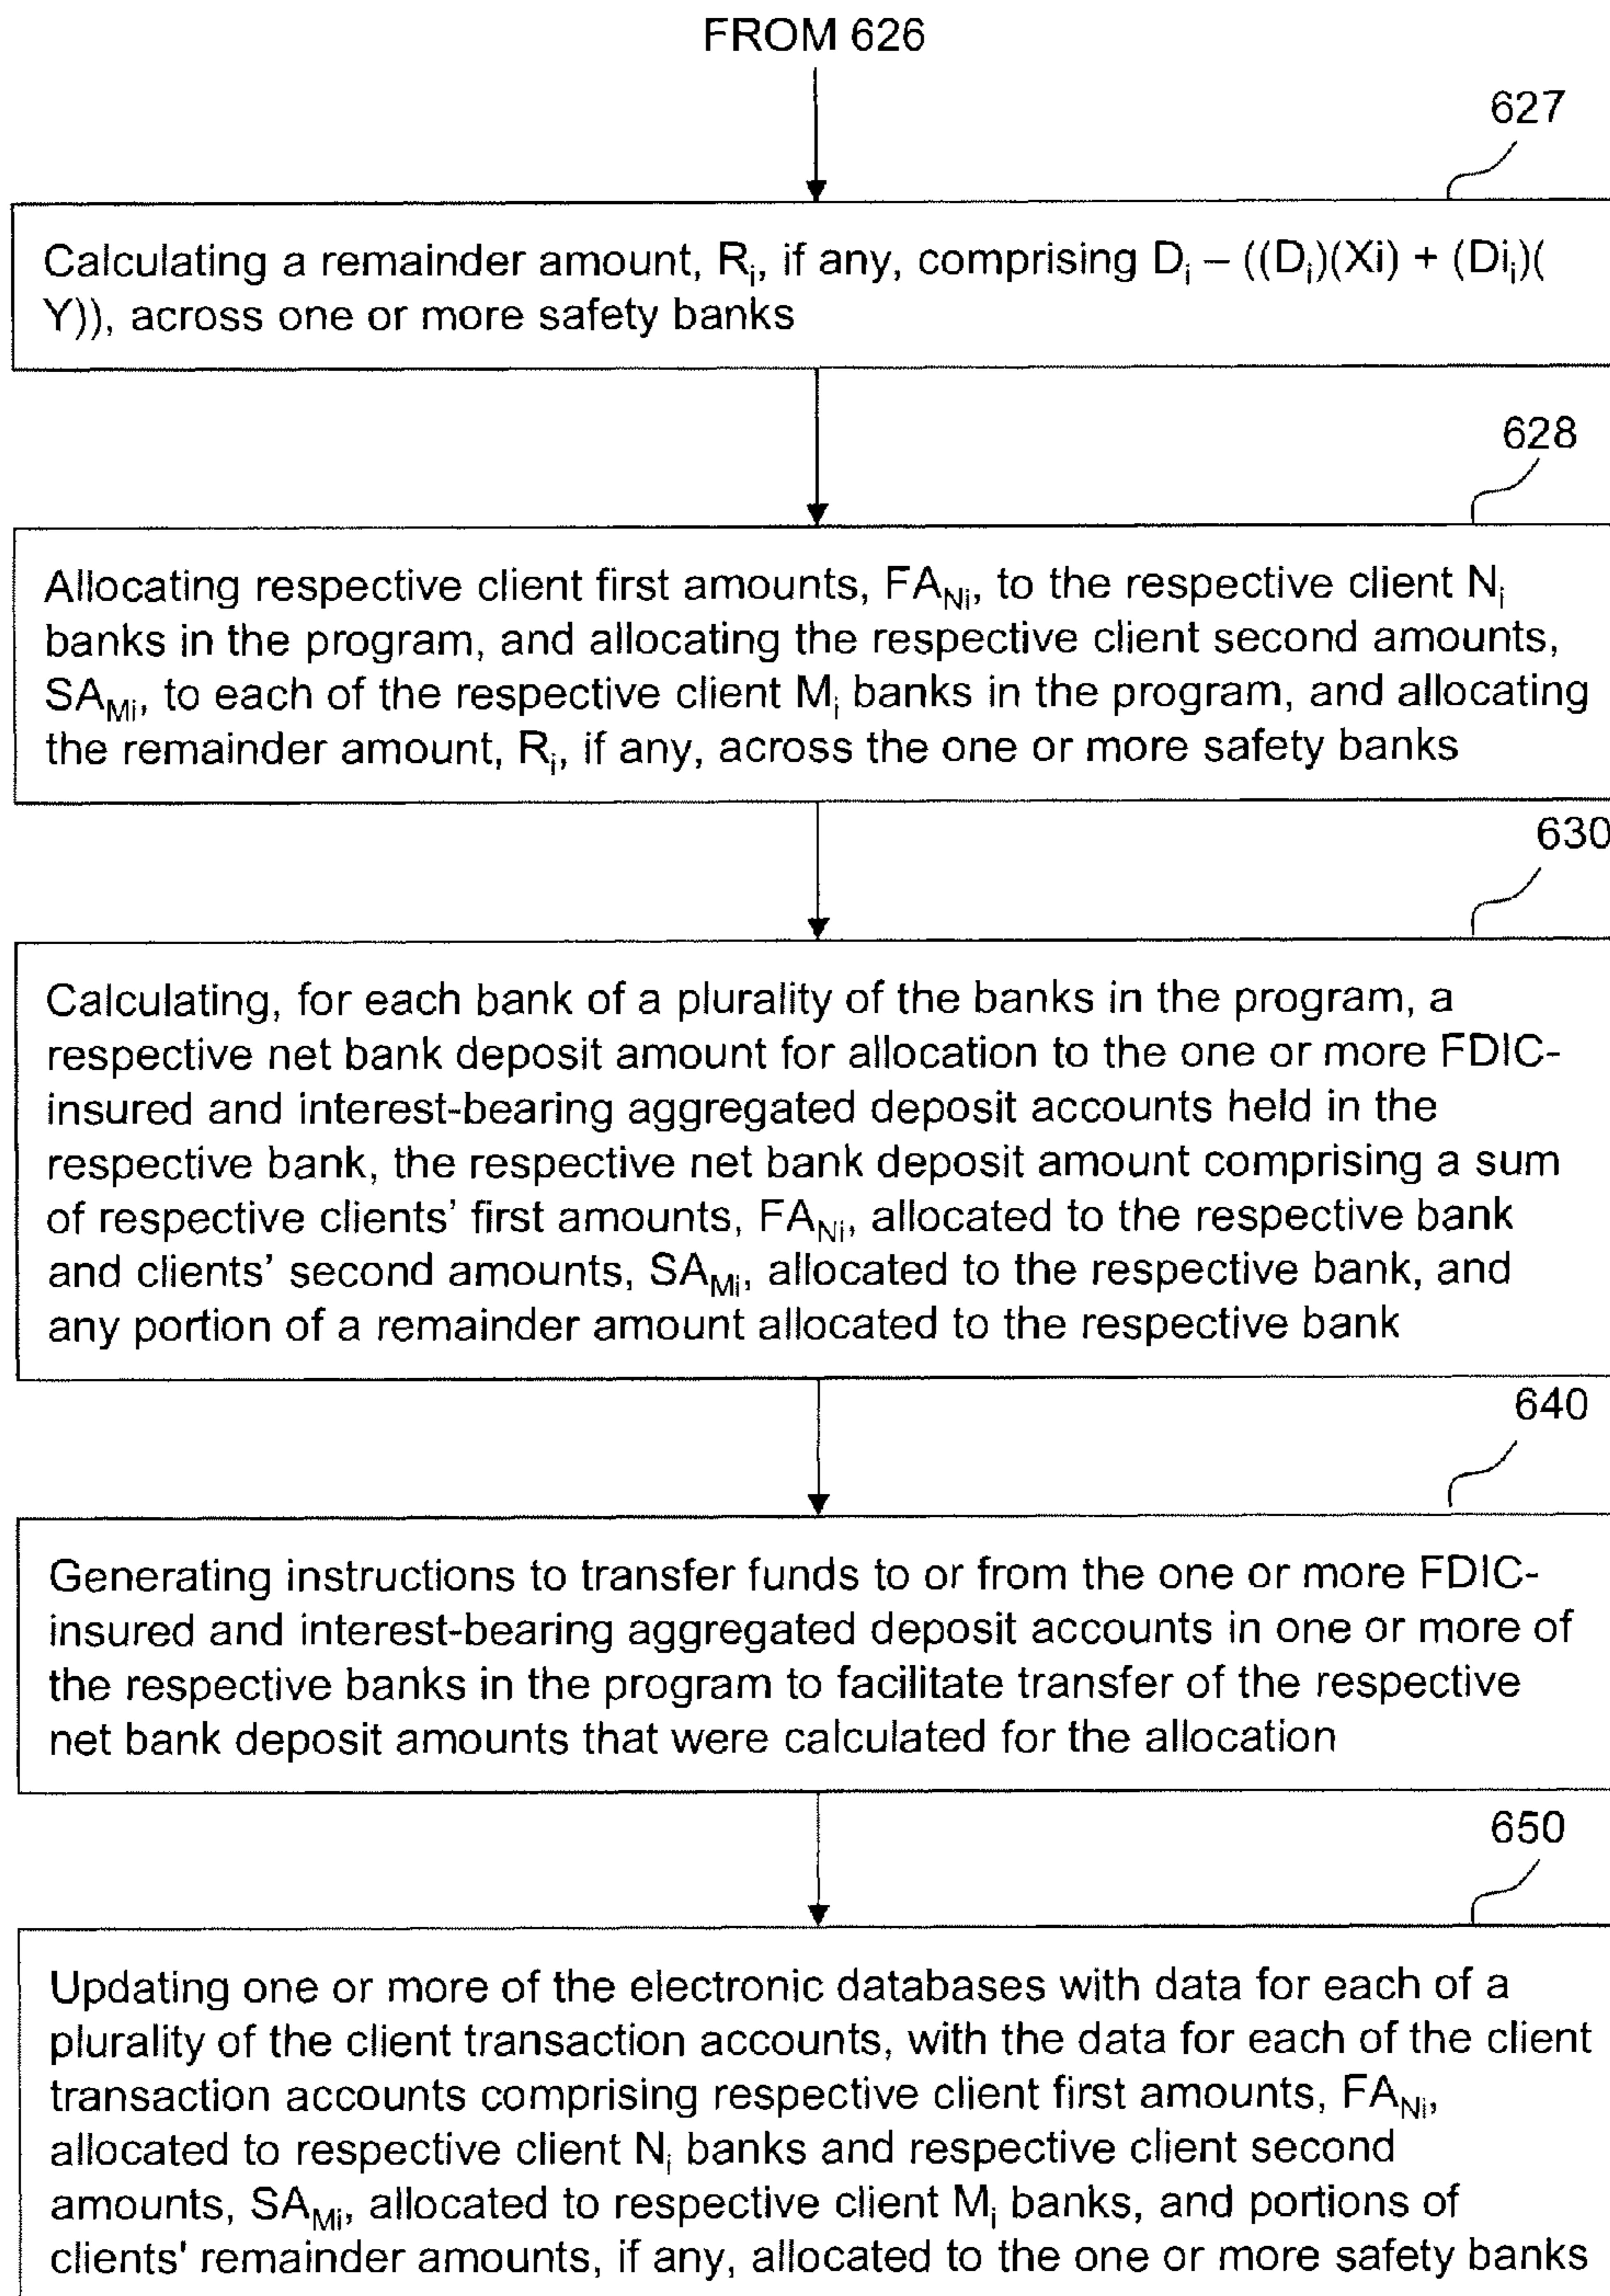 FROM 626
627
Calculating a remainder amount, Rᵢ, if any, comprising Dᵢ – ((Dᵢ)(Xi) + (Diᵢ)(
Y)), across one or more safety banks
628
Allocating respective client first amounts, FA_Ni, to the respective client Nᵢ
banks in the program, and allocating the respective client second amounts,
SA_Mi, to each of the respective client Mᵢ banks in the program, and allocating
the remainder amount, Rᵢ, if any, across the one or more safety banks
630
Calculating, for each bank of a plurality of the banks in the program, a
respective net bank deposit amount for allocation to the one or more FDIC-
insured and interest-bearing aggregated deposit accounts held in the
respective bank, the respective net bank deposit amount comprising a sum
of respective clients' first amounts, FA_Ni, allocated to the respective bank
and clients' second amounts, SA_Mi, allocated to the respective bank, and
any portion of a remainder amount allocated to the respective bank
640
Generating instructions to transfer funds to or from the one or more FDIC-
insured and interest-bearing aggregated deposit accounts in one or more of
the respective banks in the program to facilitate transfer of the respective
net bank deposit amounts that were calculated for the allocation
650
Updating one or more of the electronic databases with data for each of a
plurality of the client transaction accounts, with the data for each of the client
transaction accounts comprising respective client first amounts, FA_Ni,
allocated to respective client Nᵢ banks and respective client second
amounts, SA_Mi, allocated to respective client Mᵢ banks, and portions of
clients' remainder amounts, if any, allocated to the one or more safety banks